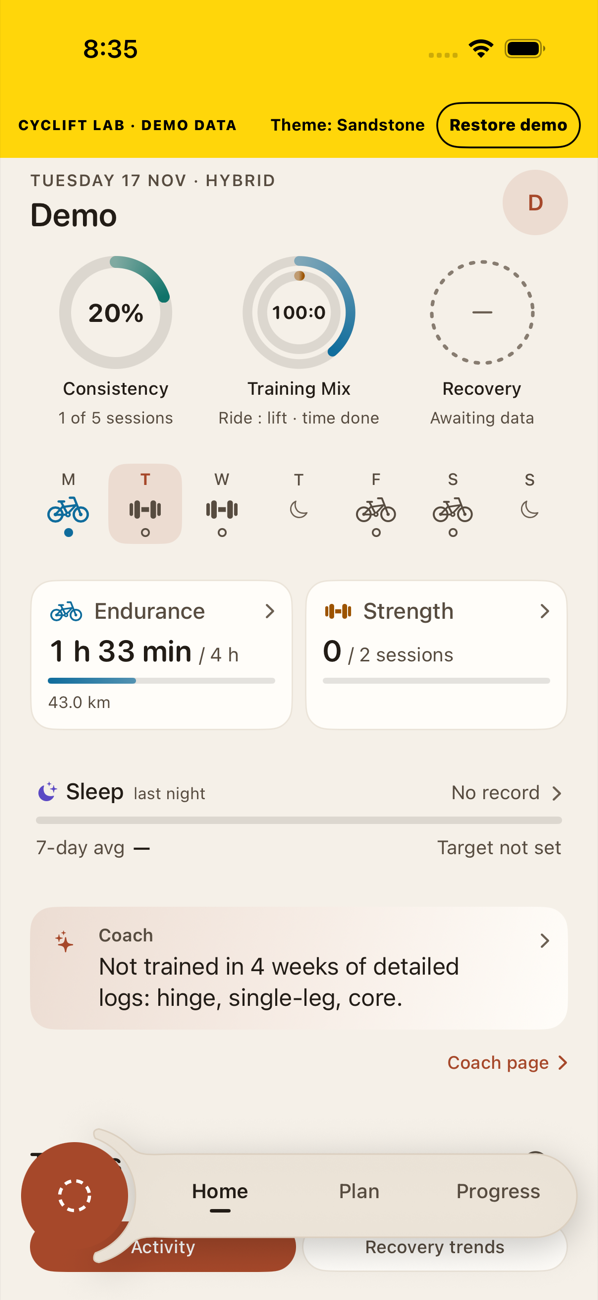 8:35
CYCLIFT LAB · DEMO DATA
Theme: Sandstone
Restore demo
TUESDAY 17 NOV · HYBRID
Demo
D
20%
100:0
—
Consistency
Training Mix
Recovery
1 of 5 sessions
Ride : lift · time done
Awaiting data
M T W T F S S
Endurance
1 h 33 min / 4 h
43.0 km
Strength
0 / 2 sessions
Sleep last night
No record
7-day avg —
Target not set
Coach
Not trained in 4 weeks of detailed
logs: hinge, single-leg, core.
Coach page
Home
Plan
Progress
Activity
Recovery trends